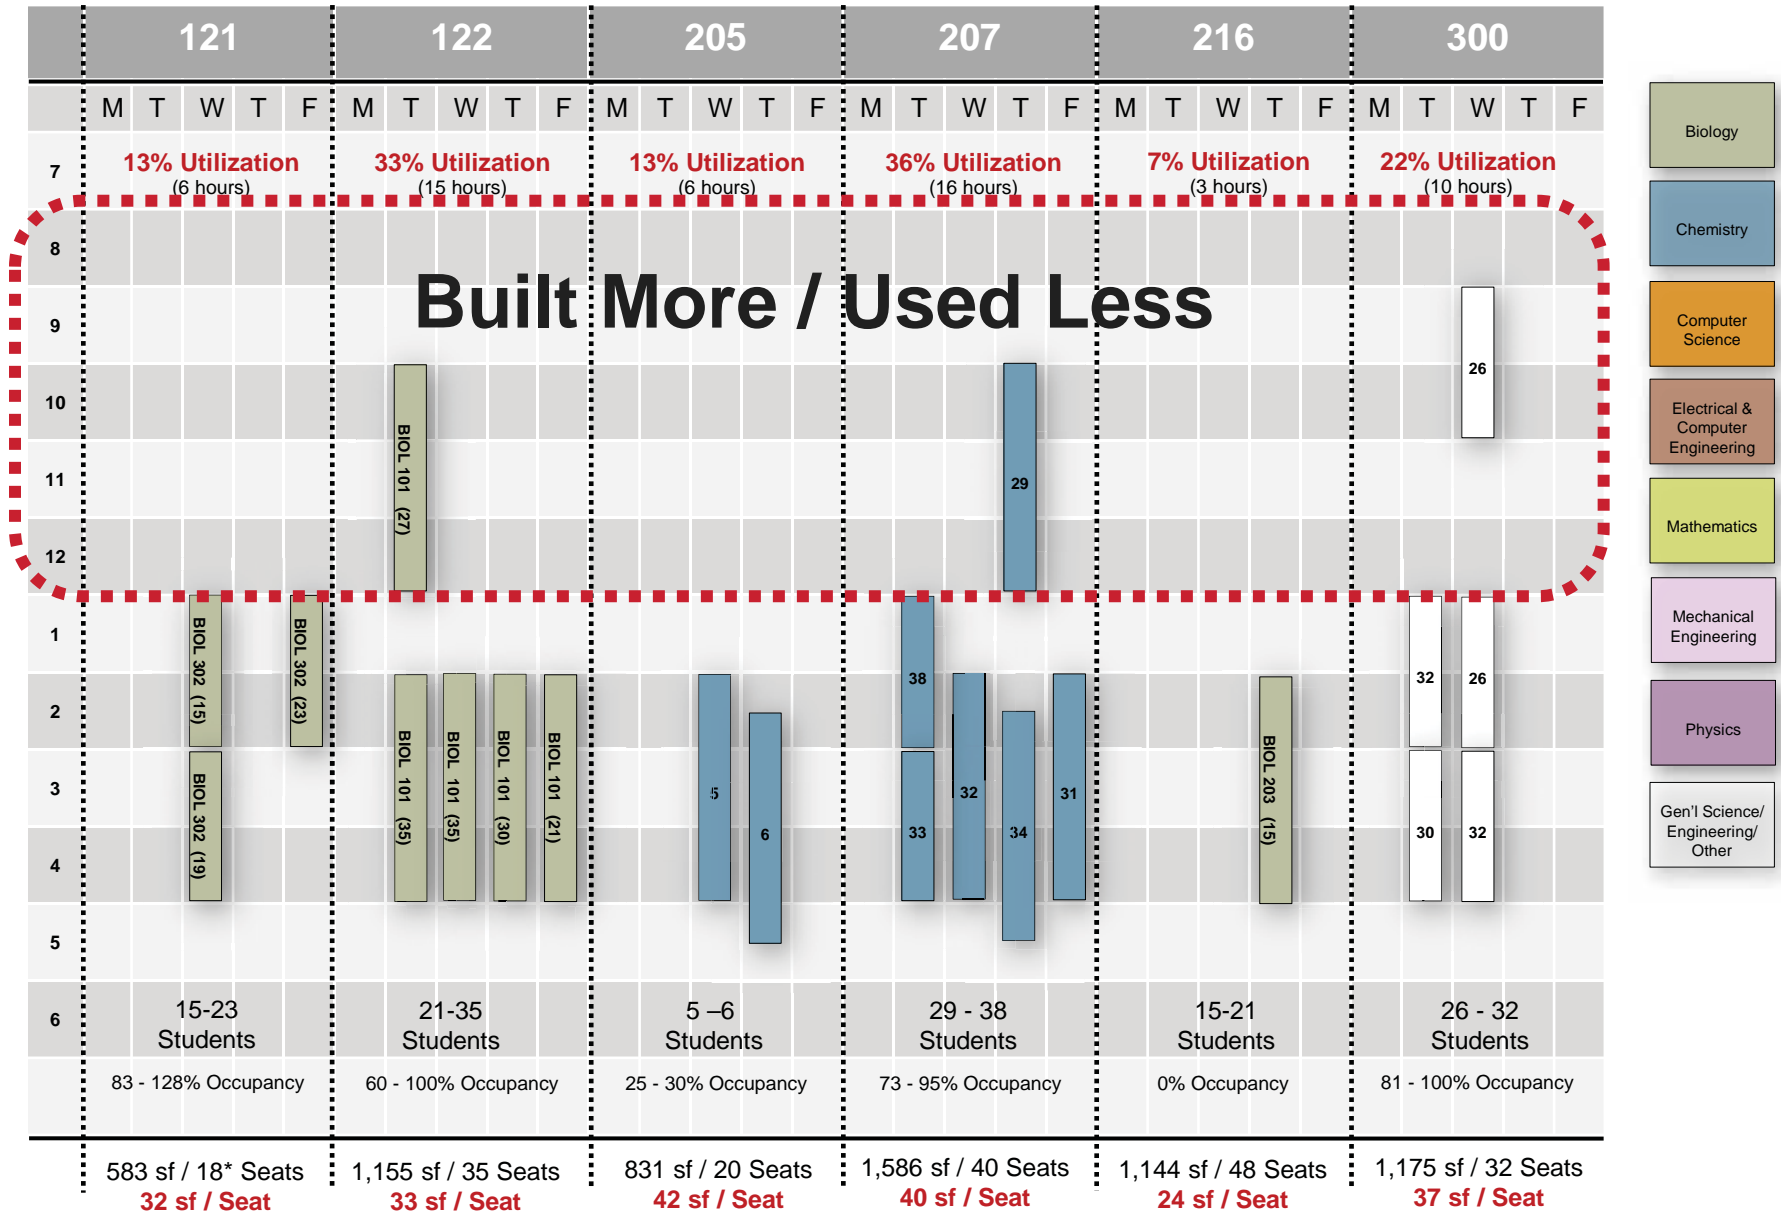 121 122 205 207 216 300
M T W T F M T W T F M T W T F M T W T F M T W T F M T W T F
7
13% Utilization
(6 hours)
33% Utilization
(15 hours)
13% Utilization
(6 hours)
36% Utilization
(16 hours)
7% Utilization
(3 hours)
22% Utilization
(10 hours)
8
Built More / Used Less
9
26
10
BIOL 101 (27)
29
11
12
1
BIOL 302 (15)
BIOL 302 (23)
38
32
26
2
BIOL 302 (19)
BIOL 101 (35)
BIOL 101 (35)
BIOL 101 (30)
BIOL 101 (21)
5
6
33
32
34
31
BIOL 203 (15)
30
32
3
4
5
6
15-23
Students
21-35
Students
5 –6
Students
29 - 38
Students
15-21
Students
26 - 32
Students
83 - 128% Occupancy
60 - 100% Occupancy
25 - 30% Occupancy
73 - 95% Occupancy
0% Occupancy
81 - 100% Occupancy
583 sf / 18* Seats
32 sf / Seat
1,155 sf / 35 Seats
33 sf / Seat
831 sf / 20 Seats
42 sf / Seat
1,586 sf / 40 Seats
40 sf / Seat
1,144 sf / 48 Seats
24 sf / Seat
1,175 sf / 32 Seats
37 sf / Seat
Biology
Chemistry
Computer
Science
Electrical &
Computer
Engineering
Mathematics
Mechanical
Engineering
Physics
Gen'l Science/
Engineering/
Other